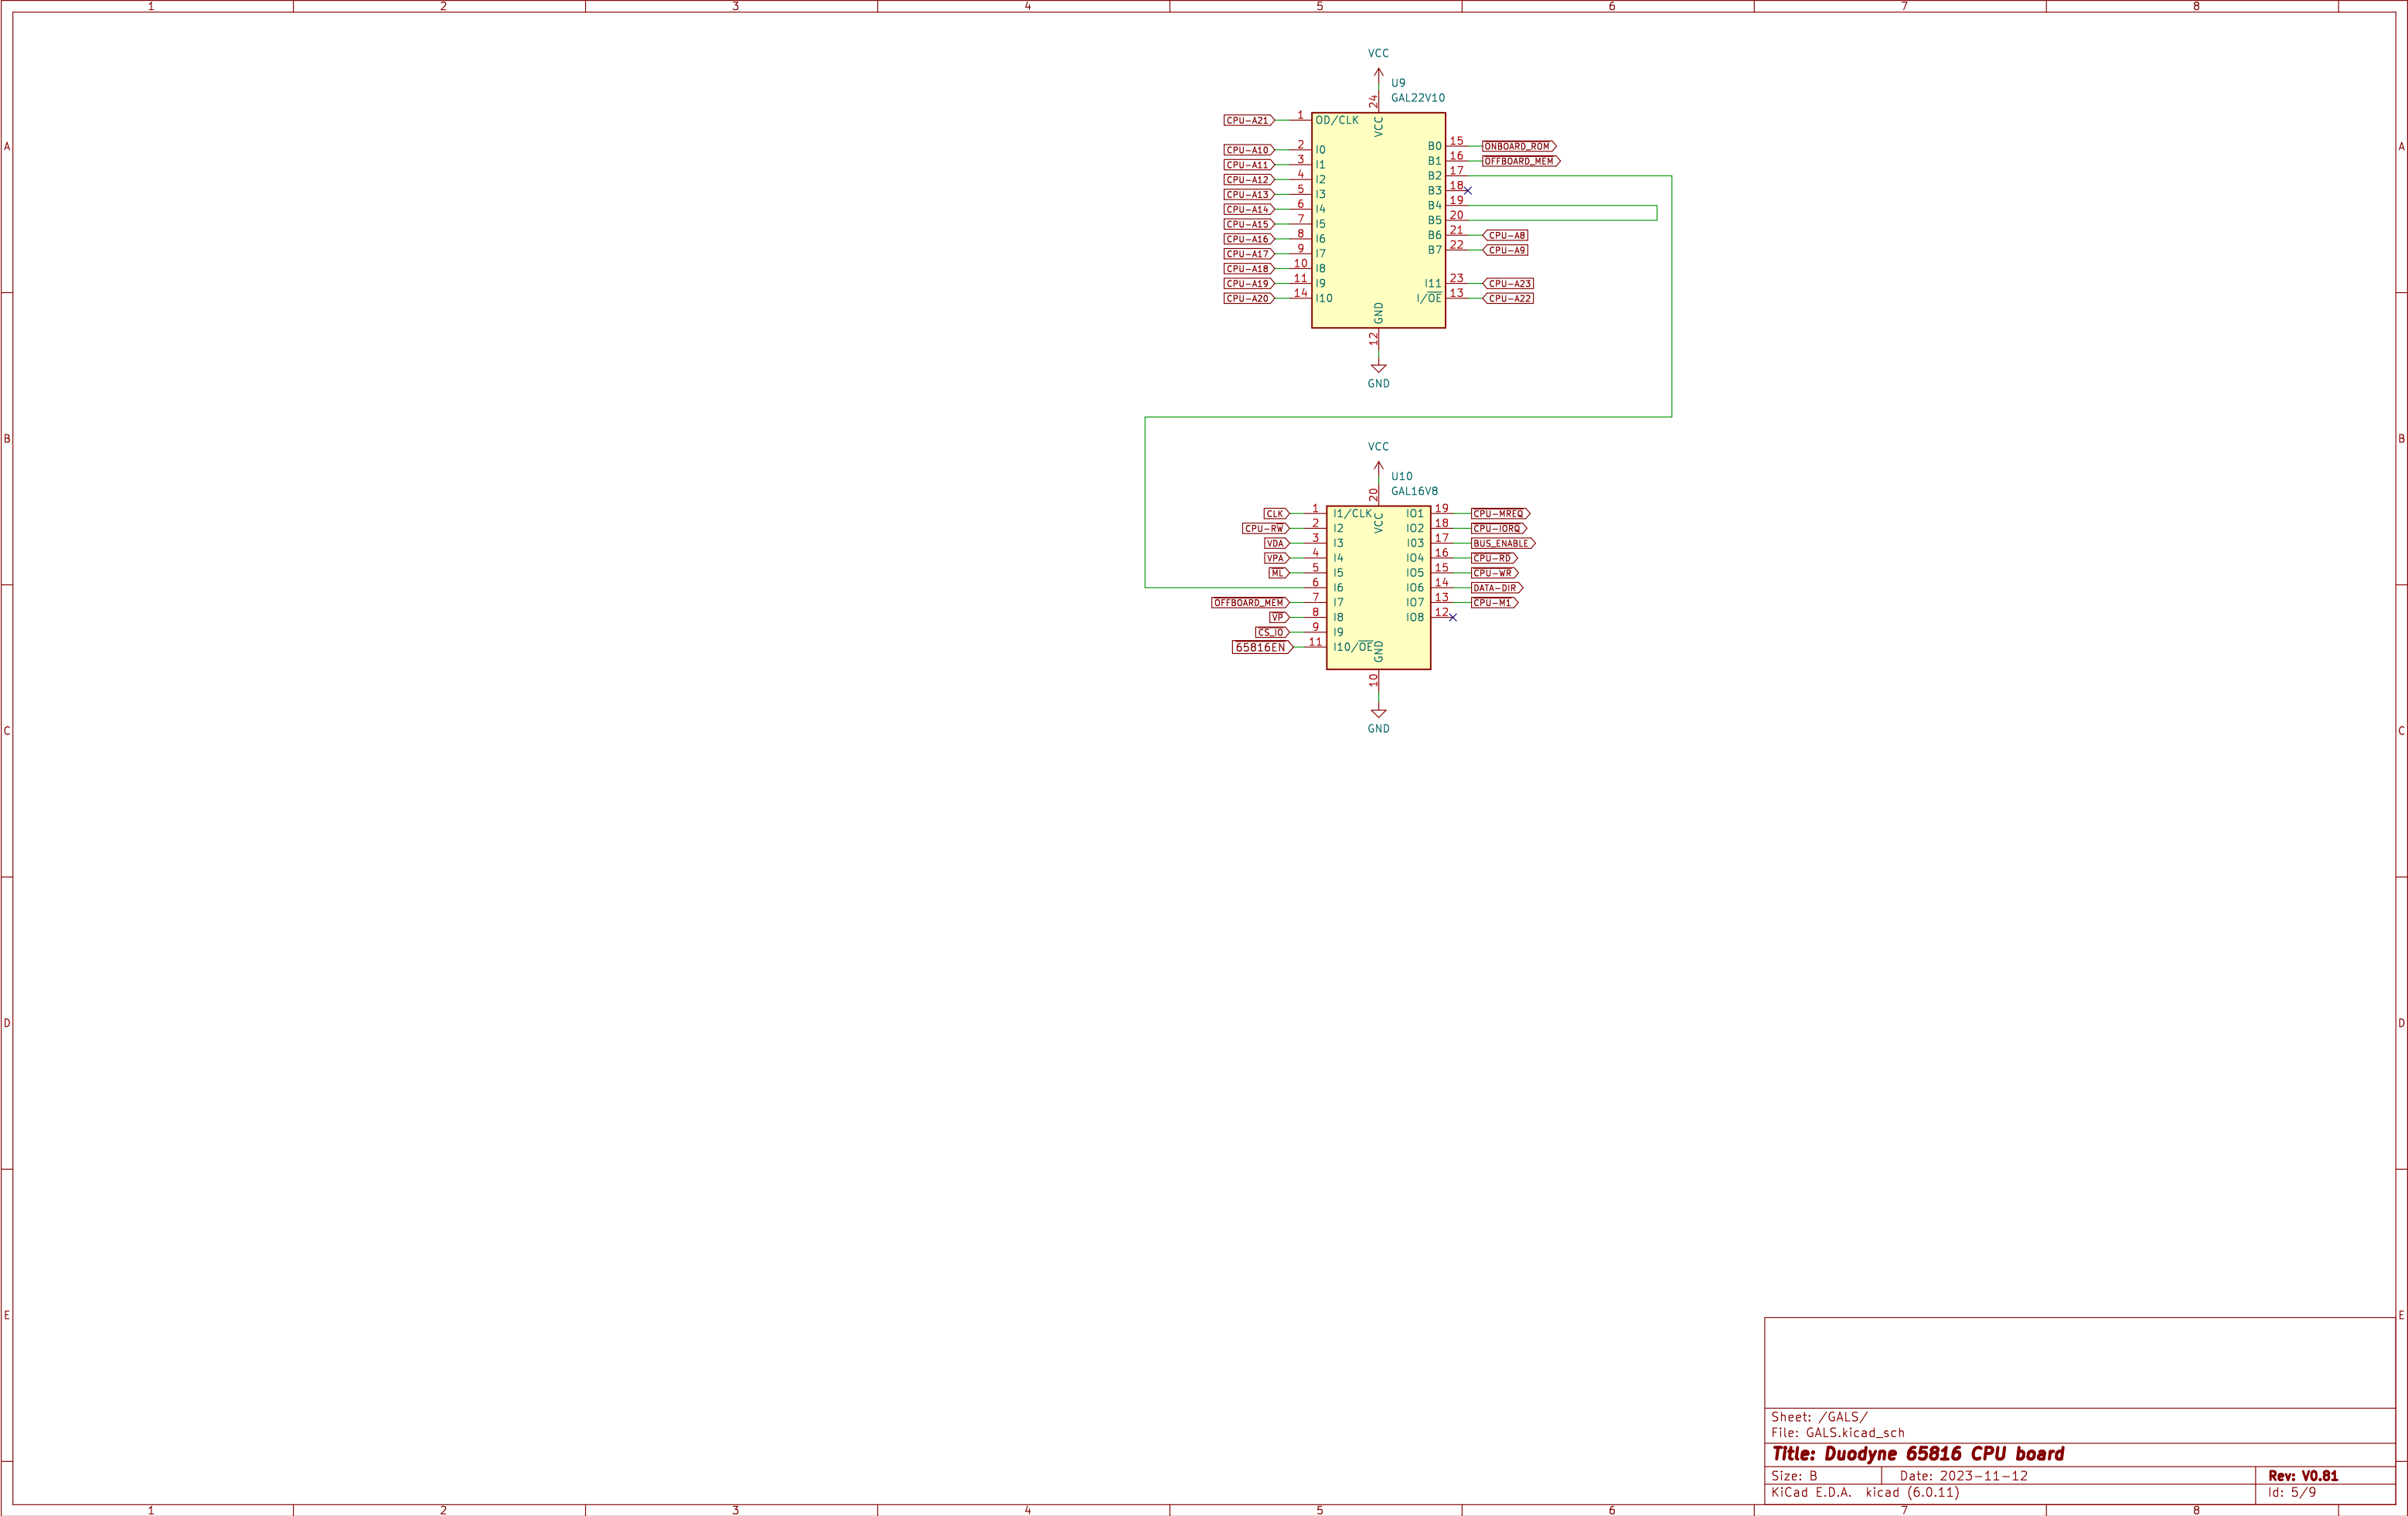 1 2 3 4 5 6 7 8
VCC
U9
GAL22V10
24
VCC
CPU-A21 1 OD/CLK
A A
B0 15 ONBOARD_ROM
CPU-A10 2 I0
B1 16 OFFBOARD_MEM
CPU-A11 3 I1
B2 17
CPU-A12 4 I2
B3 18
CPU-A13 5 I3
B4 19
CPU-A14 6 I4
B5 20
CPU-A15 7 I5
B6 21 CPU-A8
CPU-A16 8 I6
B7 22 CPU-A9
CPU-A17 9 I7
CPU-A18 10 I8
CPU-A19 11 I9 I11 23 CPU-A23
CPU-A20 14 I10 I/OE 13 CPU-A22
GND
12
GND
B B
VCC
U10
GAL16V8
20
VCC
CLK 1 I1/CLK IO1 19 CPU-MREQ
CPU-RW 2 I2 IO2 18 CPU-IORQ
VDA 3 I3 I03 17 BUS_ENABLE
VPA 4 I4 IO4 16 CPU-RD
ML 5 I5 IO5 15 CPU-WR
6 I6 IO6 14 DATA-DIR
OFFBOARD_MEM 7 I7 IO7 13 CPU-M1
VP 8 I8 IO8 12
CS_IO 9 I9
65816EN 11 I10/OE
GND
10
GND
C C
D D
E E
Sheet: /GALS/
File: GALS.kicad_sch
Title: Duodyne 65816 CPU board
Size: B Date: 2023-11-12 Rev: V0.81
KiCad E.D.A. kicad (6.0.11) Id: 5/9
1 2 3 4 5 6 7 8